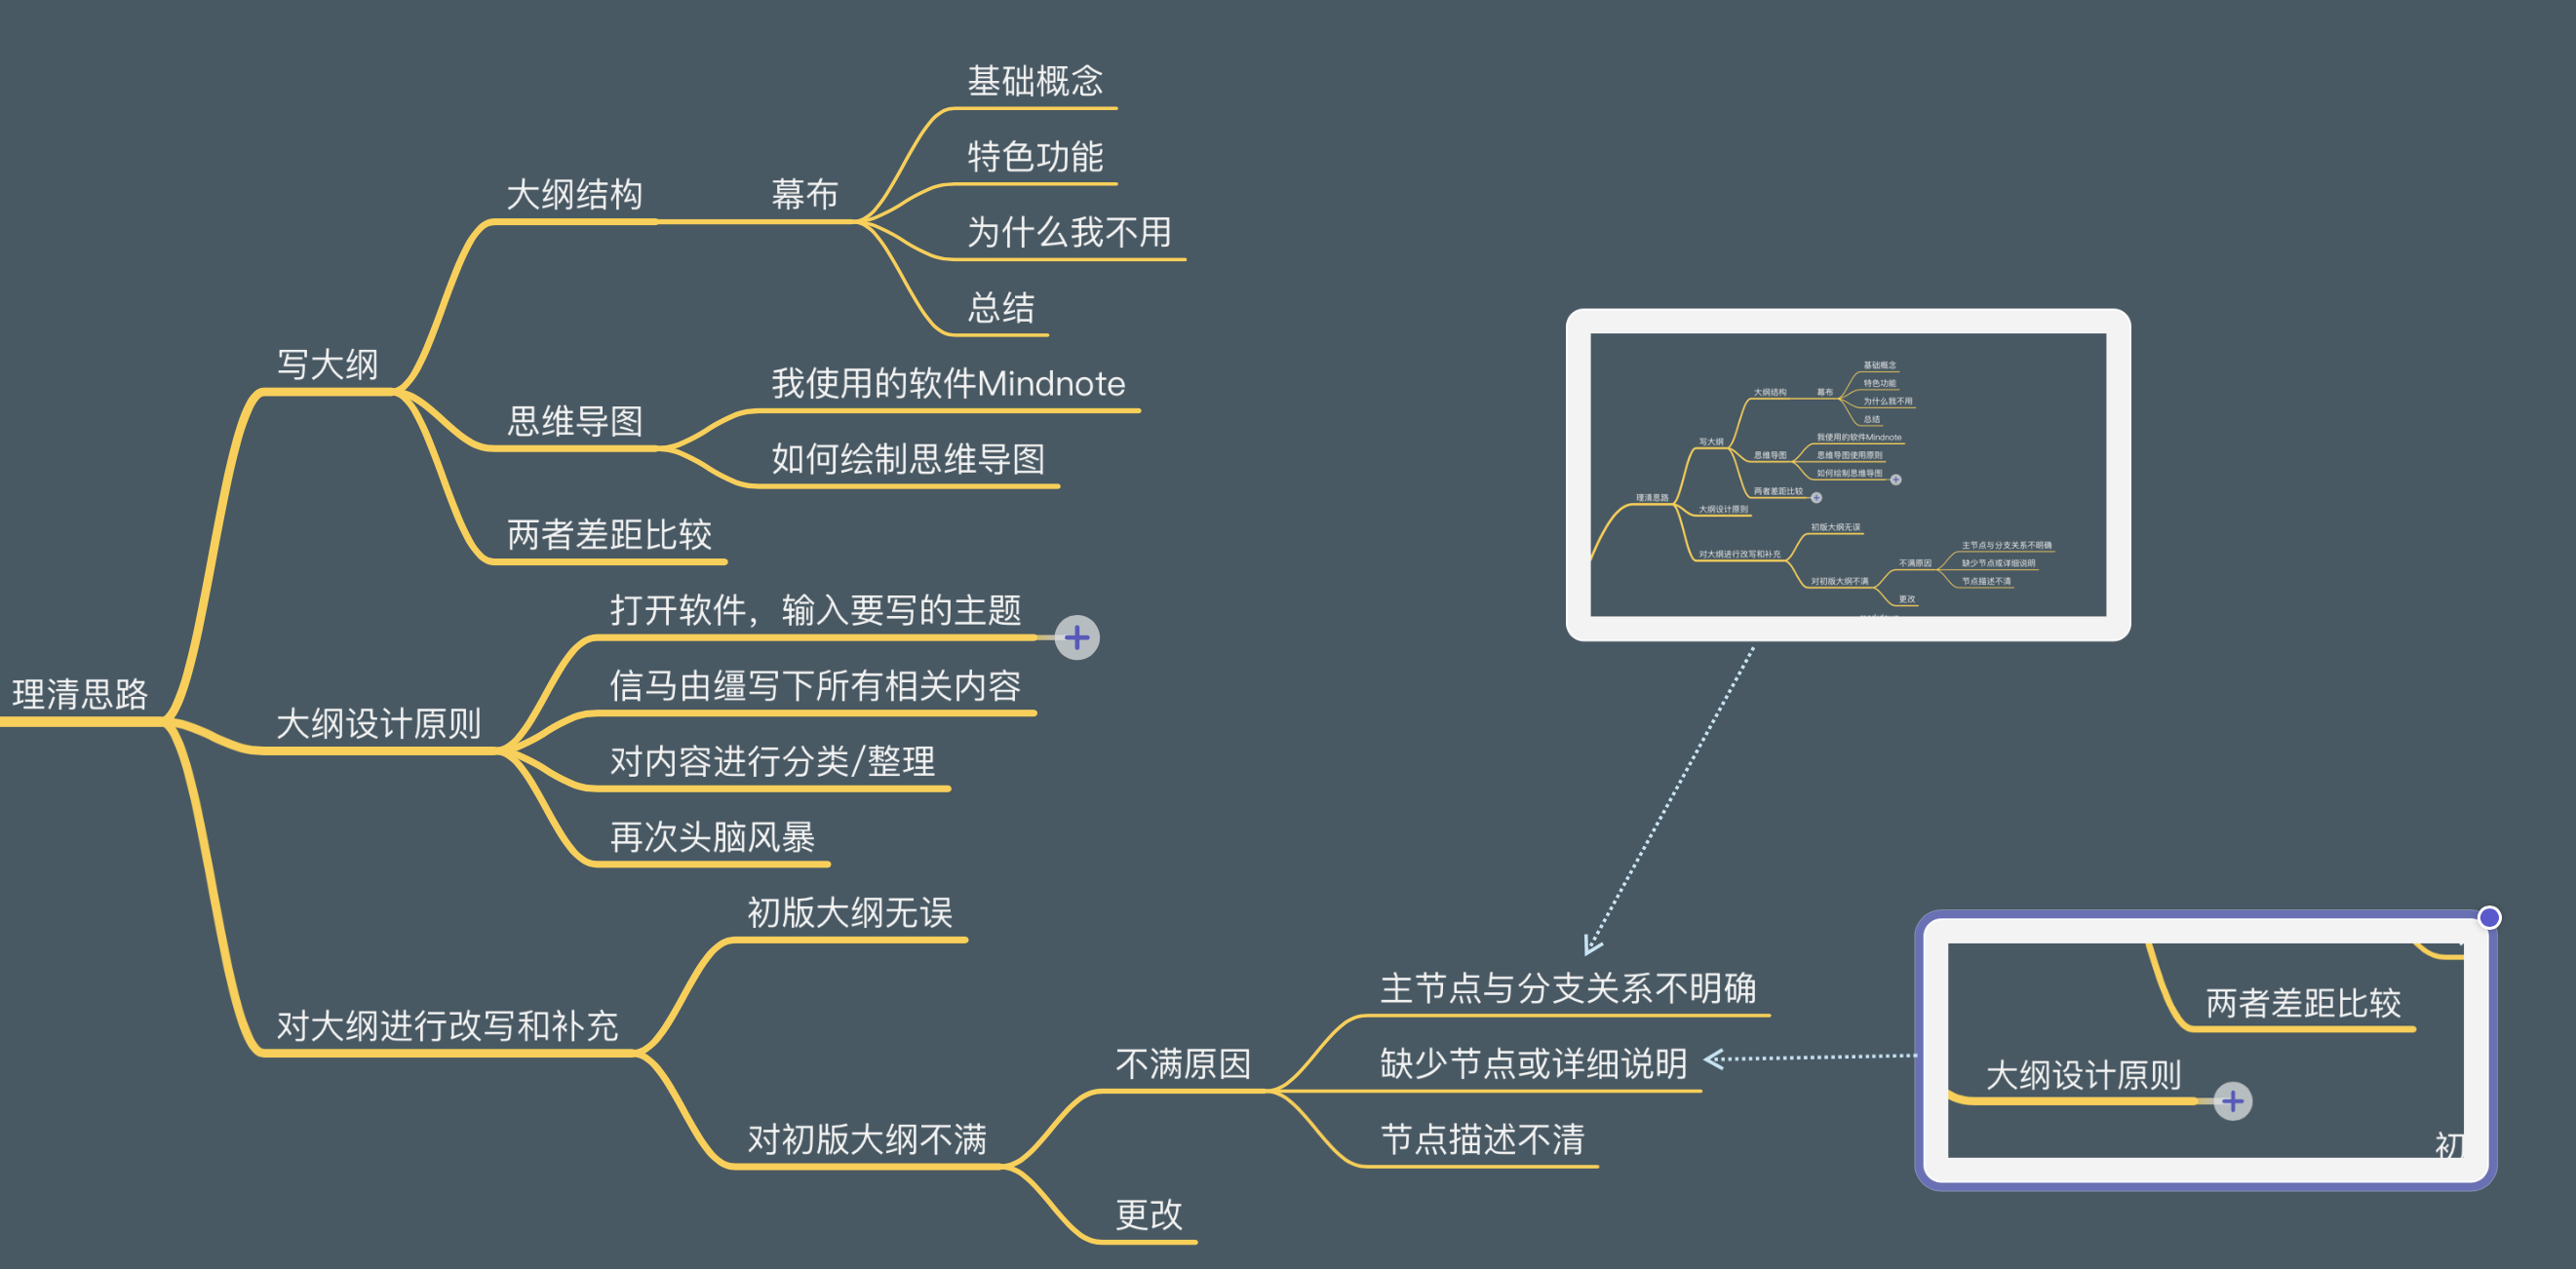 理清思路
写大纲
大纲结构
幕布
基础概念
特色功能
为什么我不用
总结
思维导图
我使用的软件Mindnote
如何绘制思维导图
两者差距比较
大纲设计原则
打开软件，输入要写的主题
信马由缰写下所有相关内容
对内容进行分类/整理
再次头脑风暴
对大纲进行改写和补充
初版大纲无误
对初版大纲不满
不满原因
主节点与分支关系不明确
缺少节点或详细说明
节点描述不清
更改
理清思路
写大纲
大纲结构
幕布
基础概念
特色功能
为什么我不用
总结
思维导图
我使用的软件Mindnote
思维导图使用原则
如何绘制思维导图
两者差距比较
大纲设计原则
对大纲进行改写和补充
初版大纲无误
对初版大纲不满
不满原因
主节点与分支关系不明确
缺少节点或详细说明
节点描述不清
更改
两者差距比较
大纲设计原则
初